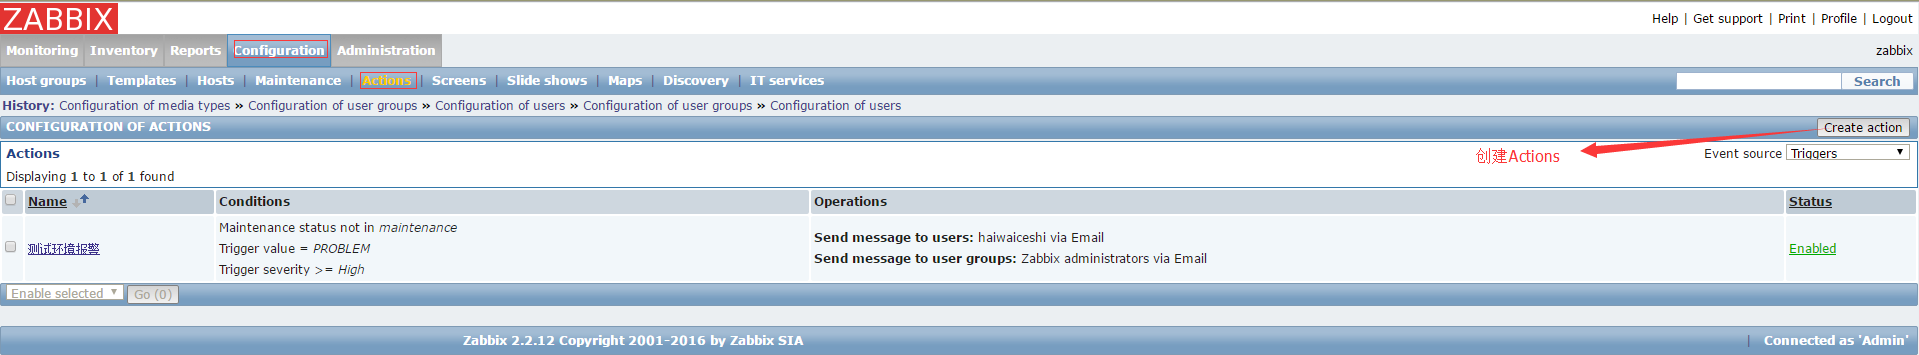 ZABBIX
Help | Get support | Print | Profile | Logout
Monitoring Inventory Reports Configuration Administration
zabbix
Host groups | Templates | Hosts | Maintenance | Actions | Screens | Slide shows | Maps | Discovery | IT services
Search
History: Configuration of media types » Configuration of user groups » Configuration of users » Configuration of user groups » Configuration of users
CONFIGURATION OF ACTIONS
Create action
Actions
创建Actions
Event source Triggers
Displaying 1 to 1 of 1 found
Name Conditions Operations Status
测试环境报警
Maintenance status not in maintenance
Trigger value = PROBLEM
Trigger severity >= High
Send message to users: haiwaiceshi via Email
Send message to user groups: Zabbix administrators via Email
Enabled
Enable selected Go (0)
Zabbix 2.2.12 Copyright 2001-2016 by Zabbix SIA
| Connected as 'Admin'